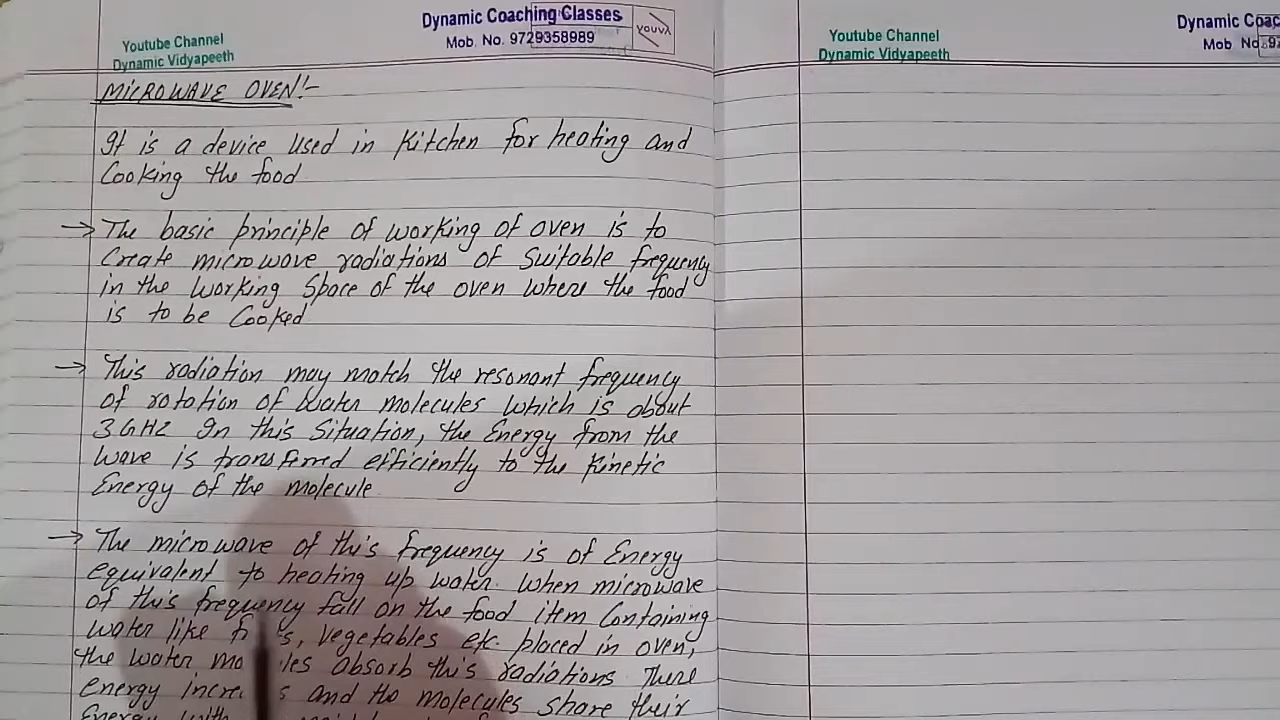 Dynamic Coaching Classes
Mob. No. 9729358989
Youtube Channel
Dynamic Vidyapeeth
MICROWAVE OVEN!-
It is a device used in Kitchen for heating and
Cooking the food
→ The basic principle of working of oven is to
Create microwave radiations of Suitable frequency
in the working Space of the oven where the food
is to be Cooked
→ This radiation may match the resonant frequency
of rotation of water molecules which is about
3 GHZ In this Situation, the Energy from the
wave is transferred efficiently to the Kinetic
Energy of the molecule.
→ The microwave of this frequency is of Energy
equivalent to heating up water. When microwave
of this frequency fall on the food item Containing
water like s, vegetables etc. placed in oven,
the water absorb this radiations. There
energy and the molecules share their
Energy with
Youtube Channel
Dynamic Vidyapeeth
Dynamic
Mob No